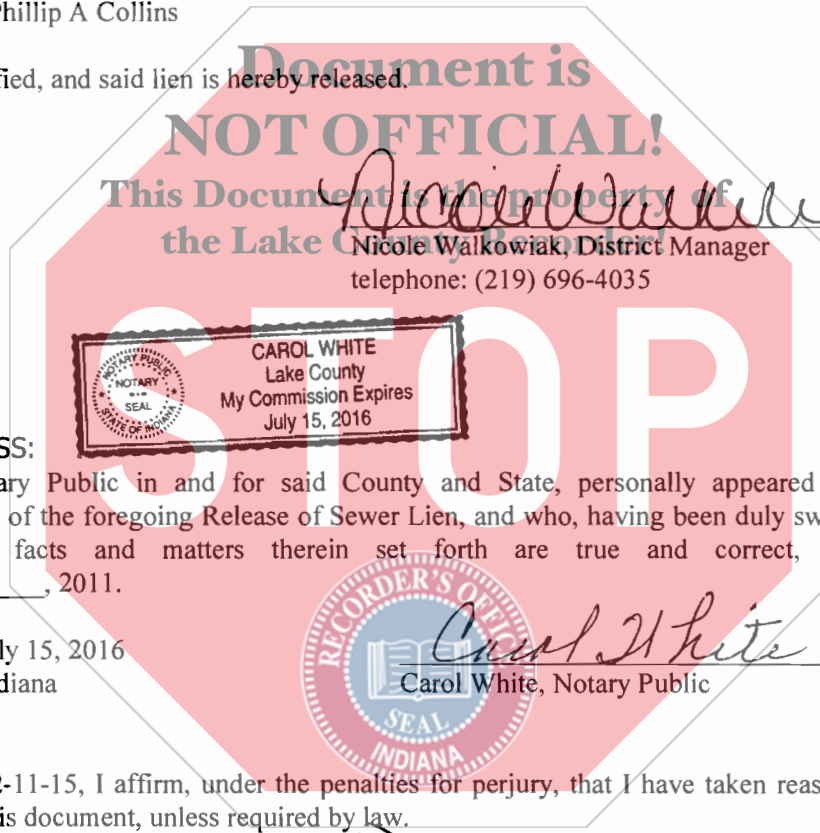 Phillip A Collins
fied, and said lien is hereby released.
Document is
NOT OFFICIAL!
This Document is the property of
the Lake County Recorder!
Nicole Walkowiak
Nicole Walkowiak, District Manager
telephone: (219) 696-4035
STOP
NOTARY PUBLIC
NOTARY
SEAL
STATE OF INDIANA
CAROL WHITE
Lake County
My Commission Expires
July 15, 2016
SS:
ary Public in and for said County and State, personally appeared
of the foregoing Release of Sewer Lien, and who, having been duly sw
facts and matters therein set forth are true and correct,
, 2011.
RECORDER'S OFFICE
SEAL
INDIANA
ly 15, 2016
Carol White
diana
Carol White, Notary Public
2-11-15, I affirm, under the penalties for perjury, that I have taken reas
is document, unless required by law.